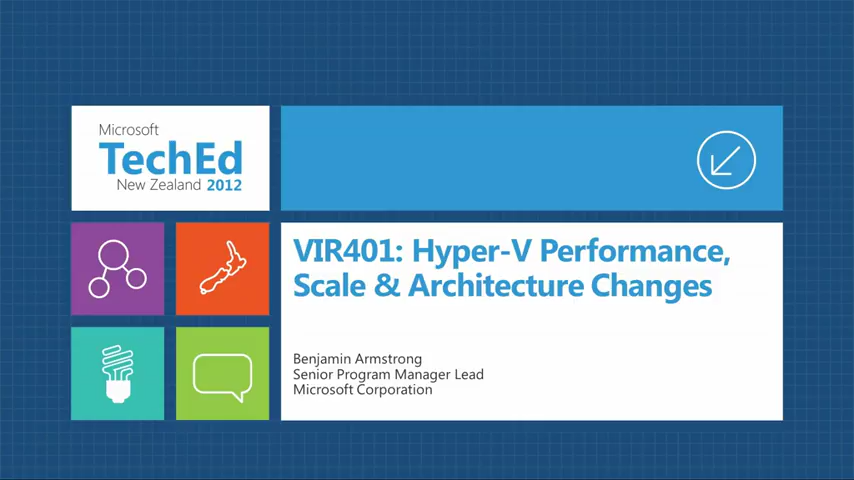 Microsoft
TechEd
New Zealand 2012
VIR401: Hyper-V Performance,
Scale & Architecture Changes
Benjamin Armstrong
Senior Program Manager Lead
Microsoft Corporation